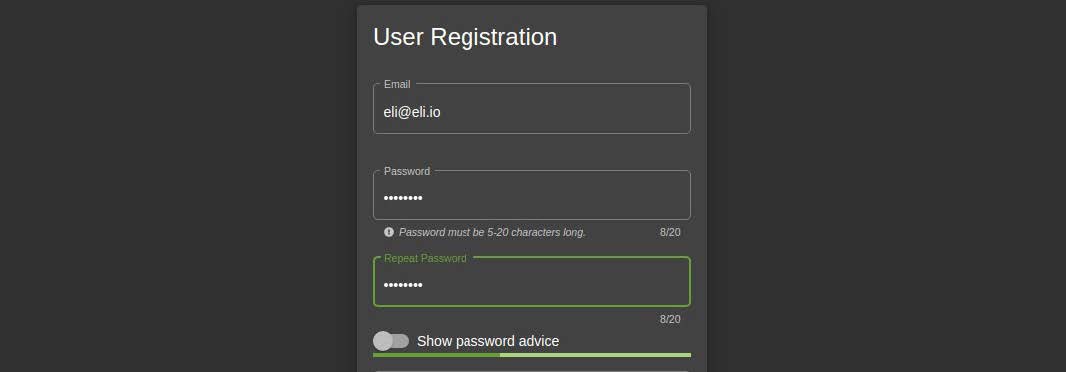 User Registration
Email
eli@eli.io
Password
••••••••
Password must be 5-20 characters long. 8/20
Repeat Password
••••••••
8/20
Show password advice